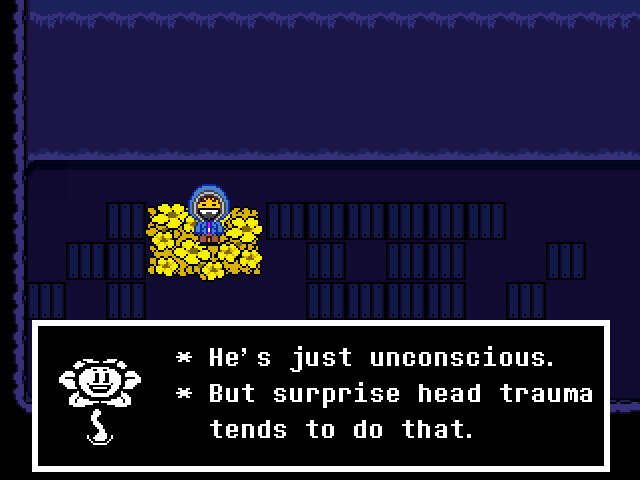 * He's just unconscious.
* But surprise head trauma
tends to do that.